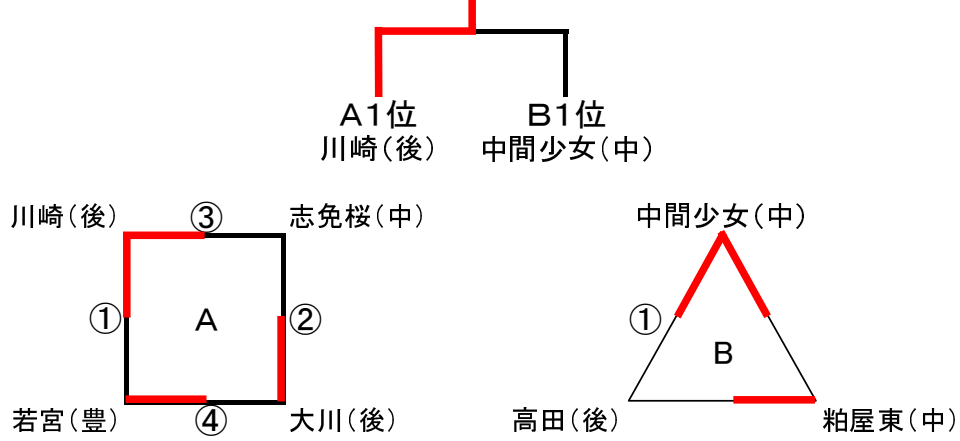 A1位 B1位
川崎(後) 中間少女(中)
川崎(後) ③ 志免桜(中) 中間少女(中)
① A ② ①
B
若宮(豊) ④ 大川(後) 高田(後) 粕屋東(中)